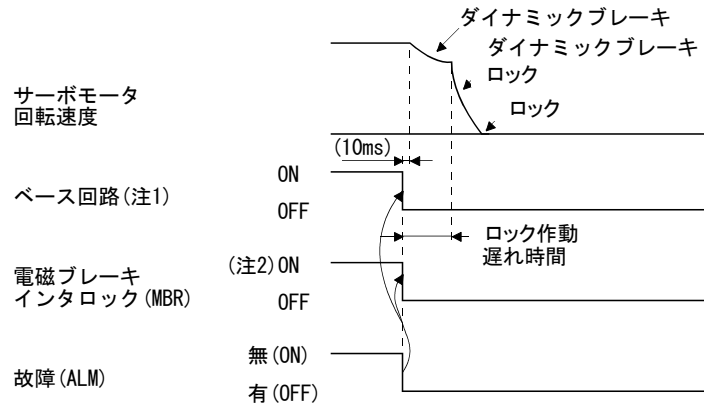 ダイナミックブレーキ
ダイナミックブレーキ
ロック
ロック
サーボモータ
回転速度
(10ms)
ON
ベース回路(注1)
OFF
ロック作動
遅れ時間
(注2)ON
電磁ブレーキ
インタロック(MBR)
OFF
無(ON)
故障(ALM)
有(OFF)